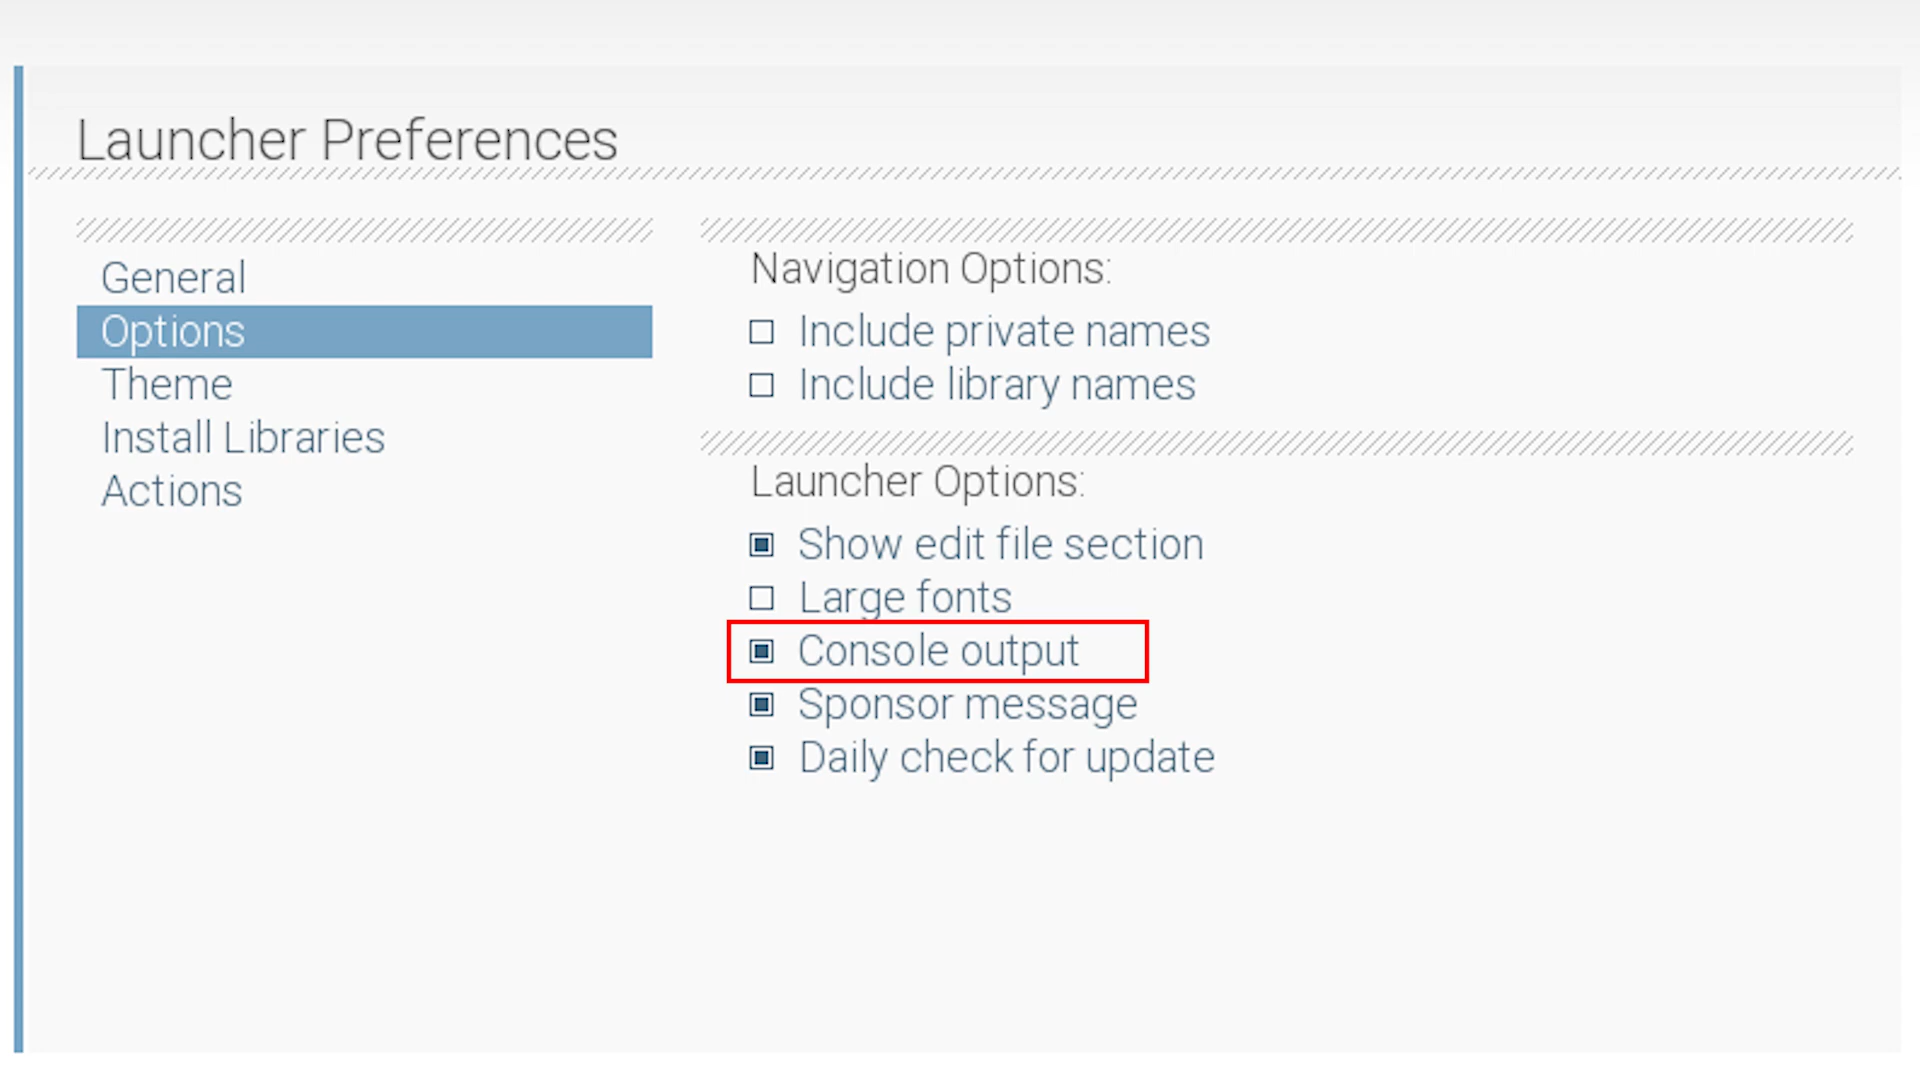 Launcher Preferences
General
Options
Theme
Install Libraries
Actions
Navigation Options:
Include private names
Include library names
Launcher Options:
Show edit file section
Large fonts
Console output
Sponsor message
Daily check for update